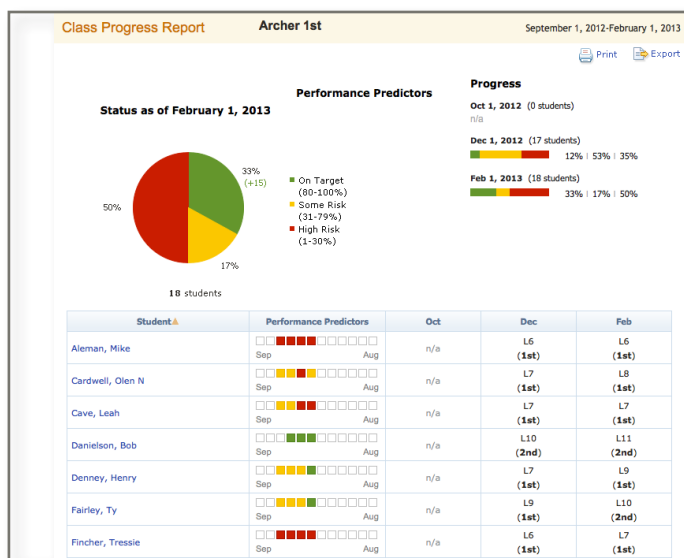 Class Progress Report Archer 1st September 1, 2012-February 1, 2013
Print Export
Performance Predictors
Status as of February 1, 2013
33%
(+15)
50%
17%
On Target
(80-100%)
Some Risk
(31-79%)
High Risk
(1-30%)
18 students
Progress
Oct 1, 2012 (0 students)
n/a
Dec 1, 2012 (17 students)
12% | 53% | 35%
Feb 1, 2013 (18 students)
33% | 17% | 50%
Student Performance Predictors Oct Dec Feb
Aleman, Mike Sep Aug n/a L6 (1st) L6 (1st)
Cardwell, Olen N Sep Aug n/a L7 (1st) L8 (1st)
Cave, Leah Sep Aug n/a L7 (1st) L7 (1st)
Danielson, Bob Sep Aug n/a L10 (2nd) L11 (2nd)
Denney, Henry Sep Aug n/a L7 (1st) L9 (1st)
Fairley, Ty Sep Aug n/a L9 (1st) L10 (2nd)
Fincher, Tressie Sep Aug n/a L6 (1st) L7 (1st)